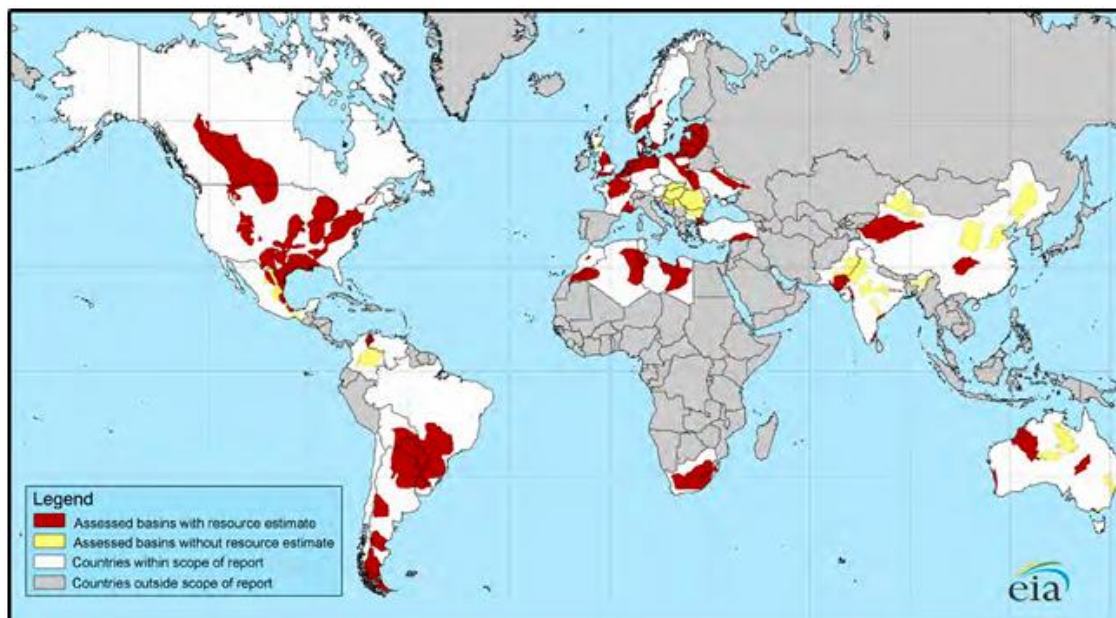 Legend
Assessed basins with resource estimate
Assessed basins without resource estimate
Countries within scope of report
Countries outside scope of report
eia